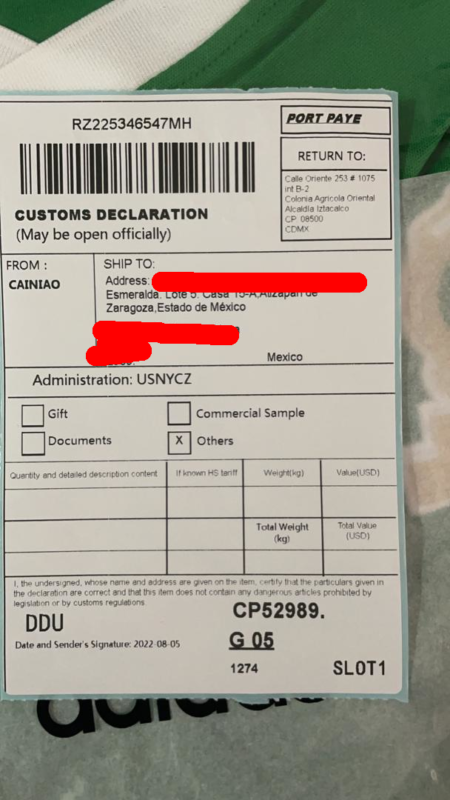 RZ225346547MH
PORT PAYE
RETURN TO:
Calle Oriente 253 # 1075
int B-2
Colonia Agricola Oriental
Alcaldia Iztacalco
CP 08500
CDMX
CUSTOMS DECLARATION
(May be open officially)
FROM :
CAINIAO
SHIP TO:
Address:
Esmeralda. Lote 5. Casa 15-A,Atizapan de
Zaragoza,Estado de México
Mexico
Administration: USNYCZ
Gift
Commercial Sample
Documents
X Others
Quantity and detailed description content
If known HS tariff
Weight(kg)
Value(USD)
Total Weight
(kg)
Total Value
(USD)
I, the undersigned, whose name and address are given on the item, certify that the particulars given in
the declaration are correct and that this item does not contain any dangerous articles prohibited by
legislation or by customs regulations
DDU
CP52989.
Date and Sender's Signature: 2022-08-05
G 05
1274
SLOT1
adidas